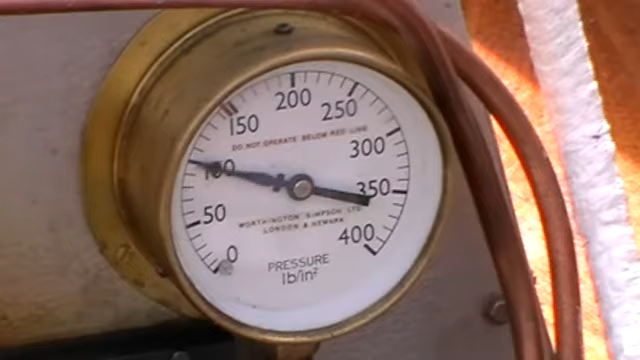 200
150
250
DO NOT OPERATE BELOW RED LINE
300
100
350
50
WORTHINGTON SIMPSON LTD
LONDON & NEWARK
400
0
PRESSURE
lb/in²